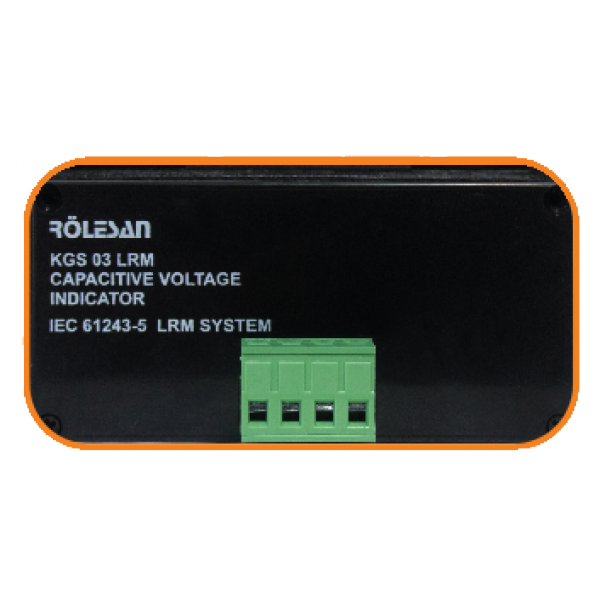 RÖLESAN
KGS 03 LRM
CAPACITIVE VOLTAGE
INDICATOR
IEC 61243-5 LRM SYSTEM